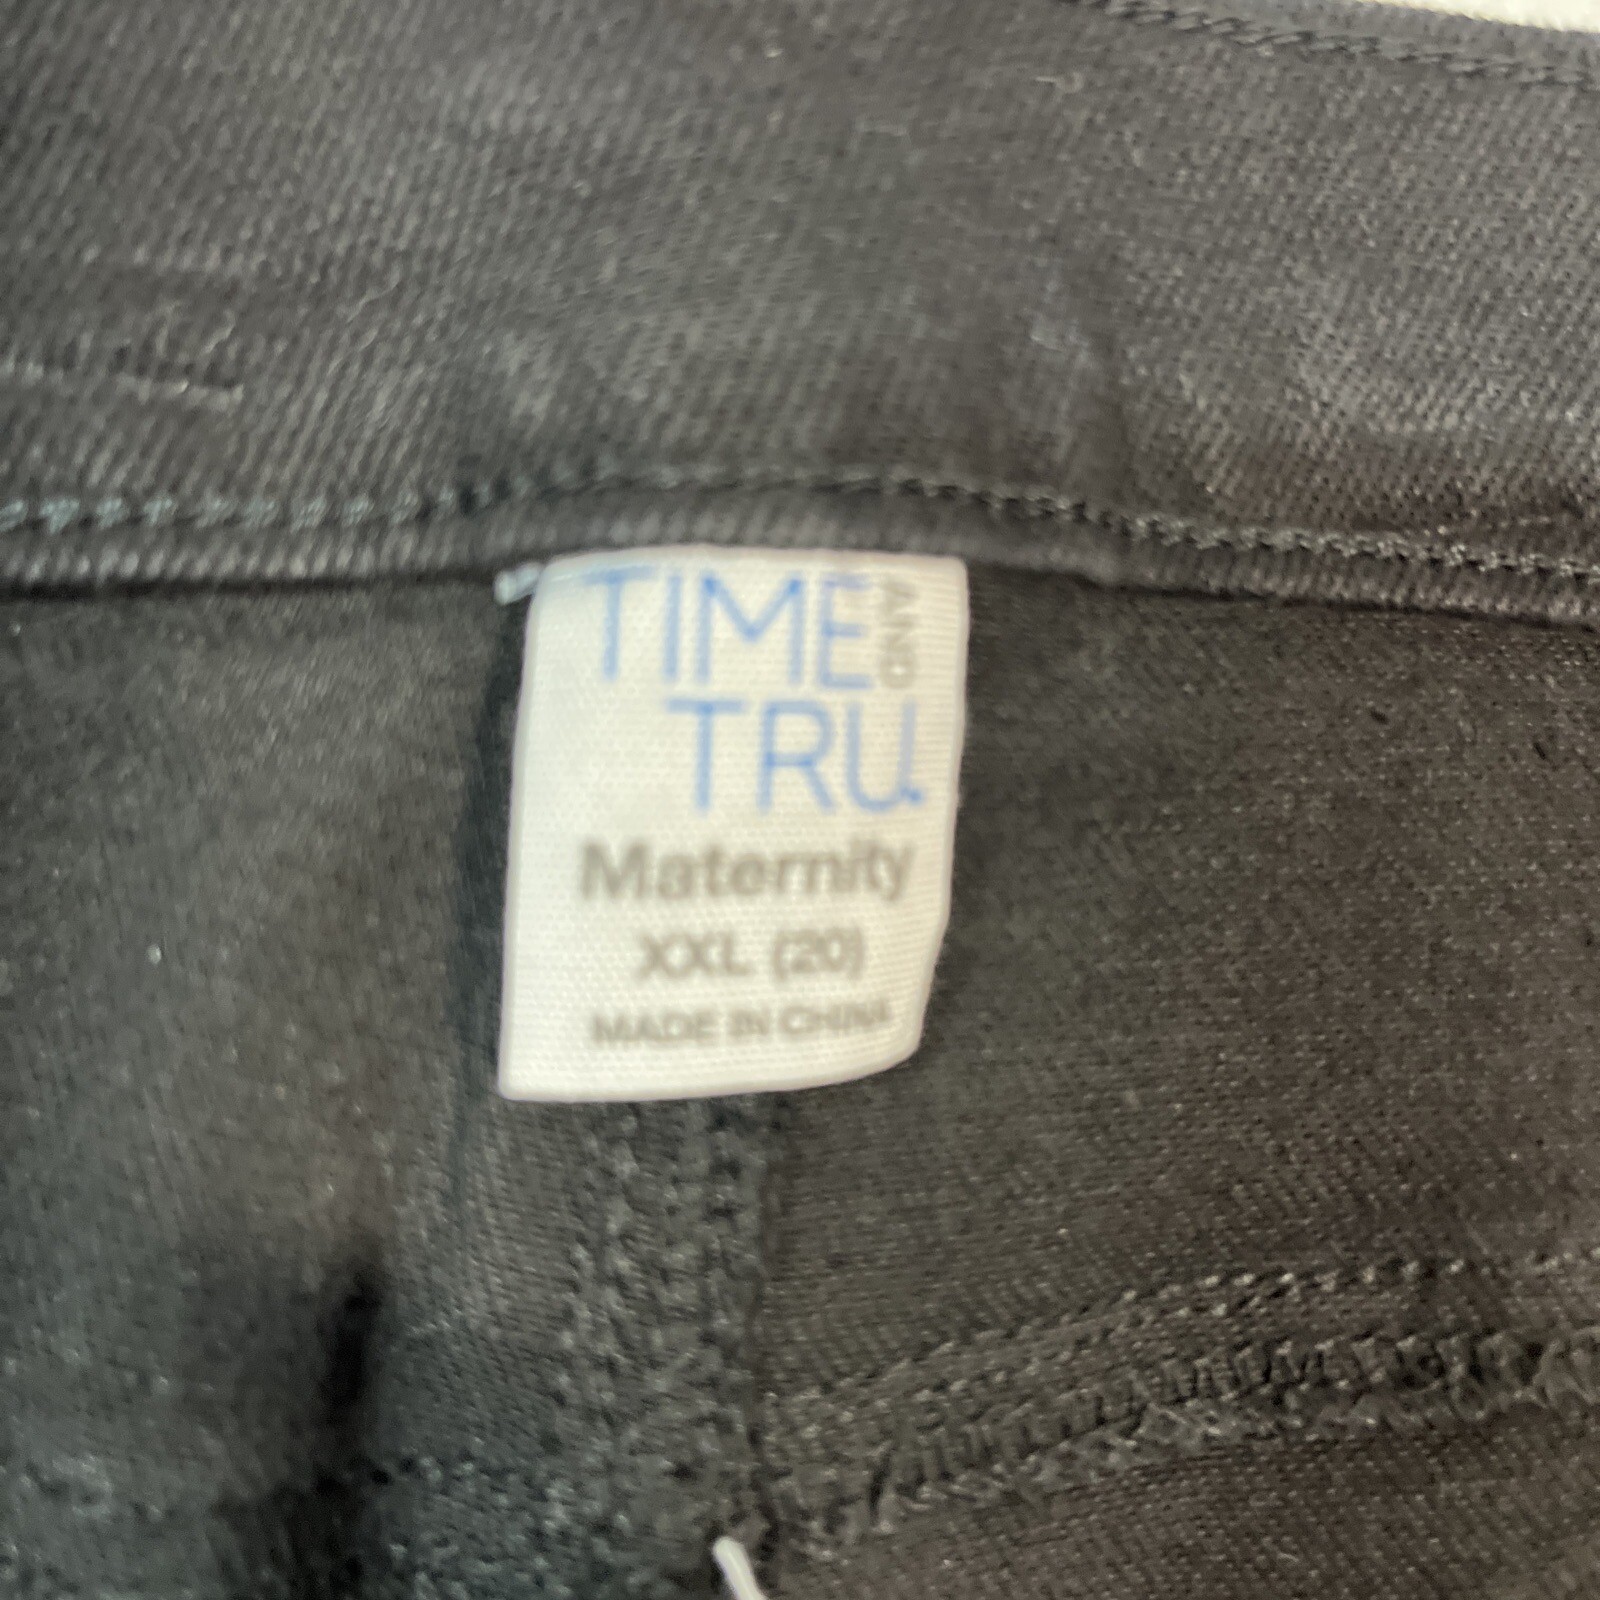 TIME AND
TRU.
Maternity
XXL (20)
MADE IN CHINA